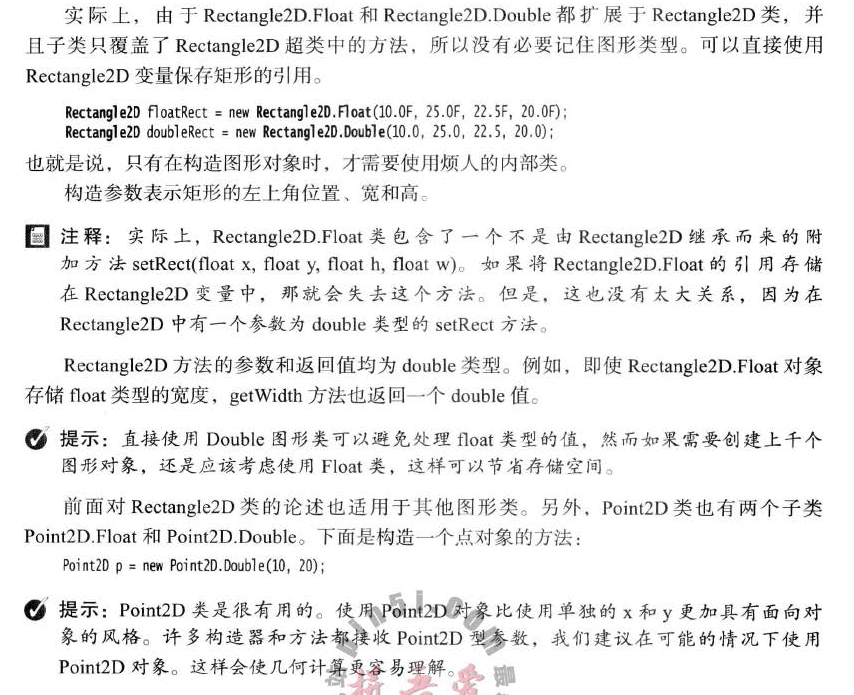 实际上，由于 Rectangle2D.Float 和 Rectangle2D.Double 都扩展于 Rectangle2D 类，并
且子类只覆盖了 Rectangle2D 超类中的方法，所以没有必要记住图形类型。可以直接使用
Rectangle2D 变量保存矩形的引用。
Rectangle2D floatRect = new Rectangle2D.Float(10.0F, 25.0F, 22.5F, 20.0F);
Rectangle2D doubleRect = new Rectangle2D.Double(10.0, 25.0, 22.5, 20.0);
也就是说，只有在构造图形对象时，才需要使用烦人的内部类。
构造参数表示矩形的左上角位置、宽和高。
注释：实际上，Rectangle2D.Float 类包含了一个不是由 Rectangle2D 继承而来的附
加方法 setRect(float x, float y, float h, float w)。如果将 Rectangle2D.Float 的引用存储
在 Rectangle2D 变量中，那就会失去这个方法。但是，这也没有太大关系，因为在
Rectangle2D 中有一个参数为 double 类型的 setRect 方法。
Rectangle2D 方法的参数和返回值均为 double 类型。例如，即使 Rectangle2D.Float 对象
存储 float 类型的宽度，getWidth 方法也返回一个 double 值。
提示：直接使用 Double 图形类可以避免处理 float 类型的值，然而如果需要创建上千个
图形对象，还是应该考虑使用 Float 类，这样可以节省存储空间。
前面对 Rectangle2D 类的论述也适用于其他图形类。另外，Point2D 类也有两个子类
Point2D.Float 和 Point2D.Double。下面是构造一个点对象的方法：
Point2D p = new Point2D.Double(10, 20);
提示：Point2D 类是很有用的。使用 Point2D 对象比使用单独的 x 和 y 更加具有面向对
象的风格。许多构造器和方法都接收 Point2D 型参数，我们建议在可能的情况下使用
Point2D 对象。这样会使几何计算更容易理解。